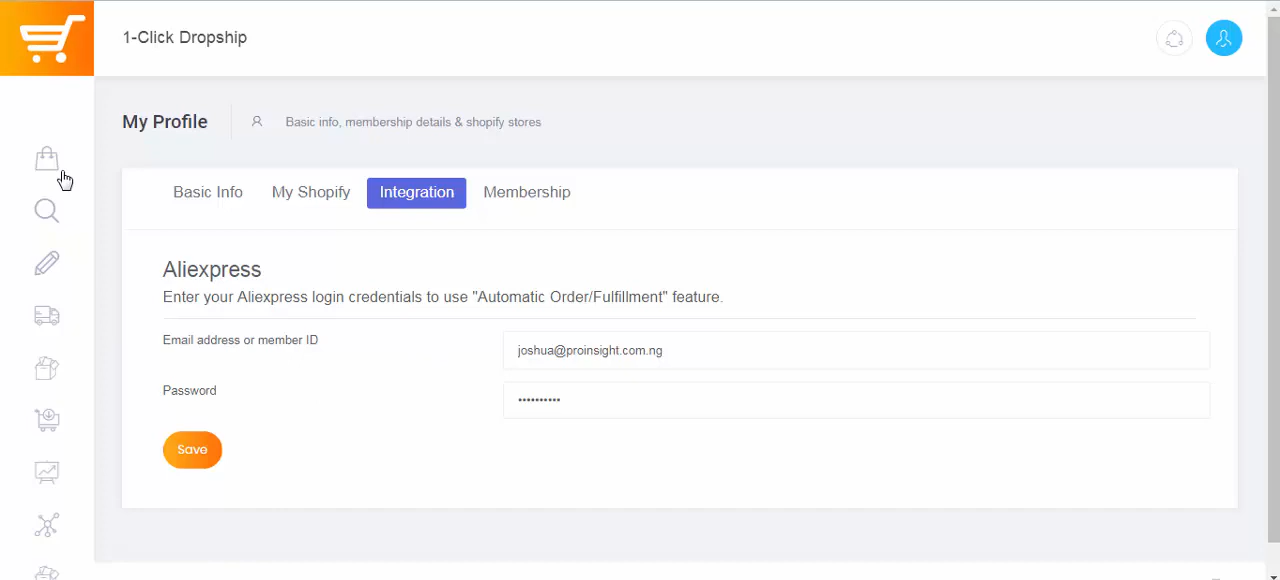 1-Click Dropship
My Profile
Basic info, membership details & shopify stores
Basic Info
My Shopify
Integration
Membership
Aliexpress
Enter your Aliexpress login credentials to use "Automatic Order/Fulfillment" feature.
Email address or member ID
joshua@proinsight.com.ng
Password
••••••••••
Save